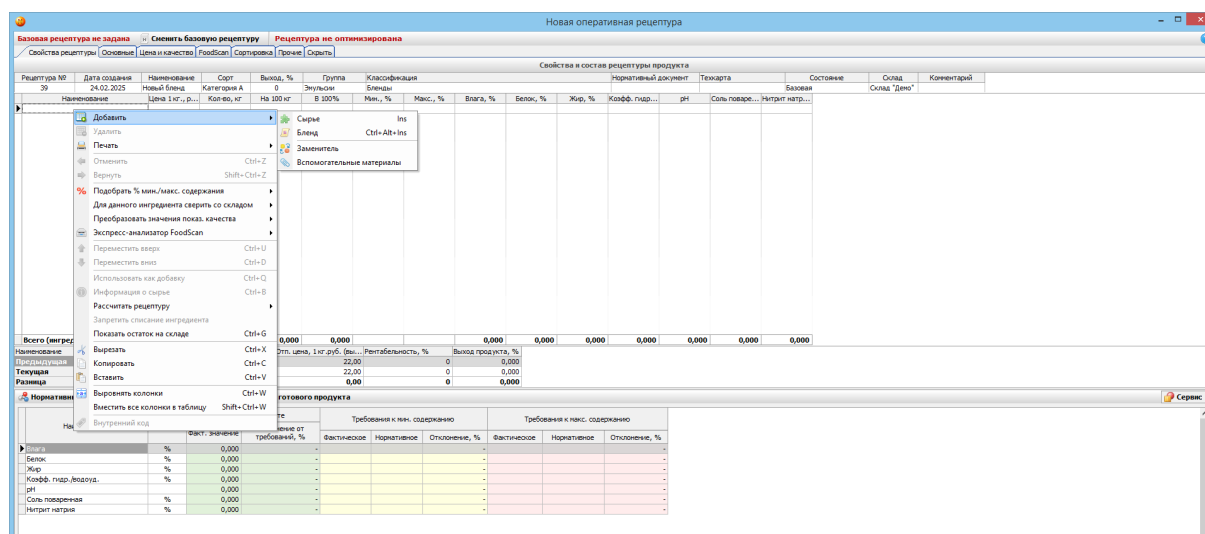 Новая оперативная рецептура
Базовая рецептура не задана Сменить базовую рецептуру Рецептура не оптимизирована
Свойства рецептуры Основные Цена и качество FoodScan Сортировка Прочие Скрыть
Свойства и состав рецептуры продукта
Рецептура № Дата создания Наименование Сорт Выход, % Группа Классификация Нормативный документ Техкарта Состояние Склад Комментарий
39 24.02.2025 Новый бленд Категория А 0 Эмульсии Бленды Базовая Склад "Демо"
Наименование Цена 1 кг., р... Кол-во, кг На 100 кг В 100% Мин., % Макс., % Влага, % Белок, % Жир, % Коэфф. гидр... pH Соль поваре... Нитрит натр...
Добавить
Сырье Ins
Удалить
Бленд Ctrl+Alt+Ins
Печать
Заменитель
Отменить Ctrl+Z
Вспомогательные материалы
Вернуть Shift+Ctrl+Z
Подобрать % мин./макс. содержания
Для данного ингредиента сверить со складом
Преобразовать значения показ. качества
Экспресс-анализатор FoodScan
Переместить вверх Ctrl+U
Переместить вниз Ctrl+D
Использовать как добавку Ctrl+Q
Информация о сырье Ctrl+B
Рассчитать рецептуру
Запретить списание ингредиента
Показать остаток на складе Ctrl+G
Всего (ингред 0,000 0,000 0,000 0,000 0,000 0,000 0,000 0,000 0,000
Наименование Отп. цена, 1 кг.руб. (вы... Рентабельность, % Выход продукта, %
Вырезать Ctrl+X
Предыдущая 22,00 0 0,000
Копировать Ctrl+C
Текущая 22,00 0 0,000
Вставить Ctrl+V
Разница 0,00 0 0,000
Выровнять колонки Ctrl+W
Нормативн готового продукта Сервис
Вместить все колонки в таблицу Shift+Ctrl+W
Внутренний код
Требования к мин. содержанию Требования к макс. содержанию
Факт. значение требований, % Фактическое Нормативное Отклонение, % Фактическое Нормативное Отклонение, %
Влага % 0,000 - - -
Белок % 0,000 - - -
Жир % 0,000 - - -
Коэфф. гидр./водоуд. % 0,000 - - -
pH 0,000 - - -
Соль поваренная % 0,000 - - -
Нитрит натрия % 0,000 - - -